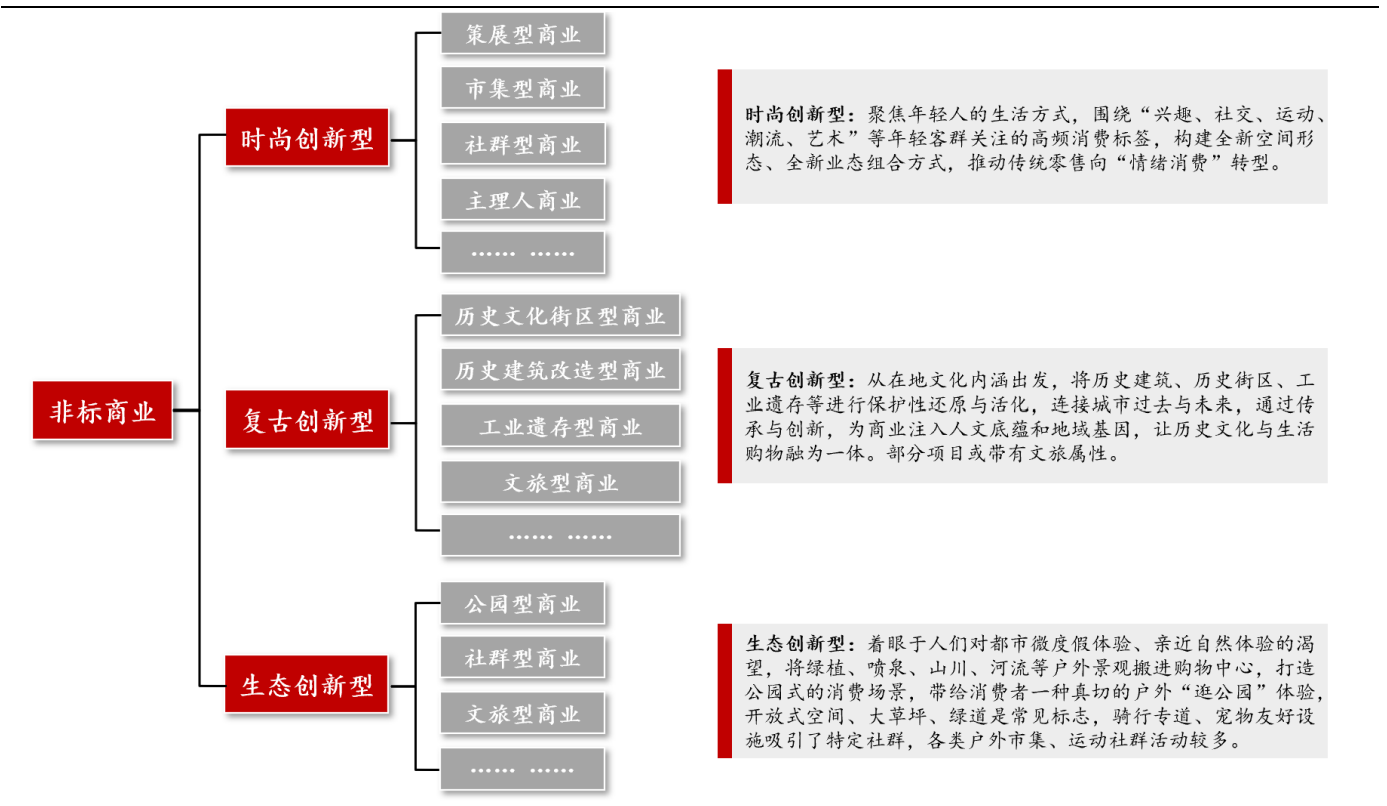 非标商业
时尚创新型
策展型商业
市集型商业
社群型商业
主理人商业
…… ……
时尚创新型：聚焦年轻人的生活方式，围绕“兴趣、社交、运动、
潮流、艺术”等年轻客群关注的高频消费标签，构建全新空间形
态、全新业态组合方式，推动传统零售向“情绪消费”转型。
复古创新型
历史文化街区型商业
历史建筑改造型商业
工业遗存型商业
文旅型商业
…… ……
复古创新型：从在地文化内涵出发，将历史建筑、历史街区、工
业遗存等进行保护性还原与活化，连接城市过去与未来，通过传
承与创新，为商业注入人文底蕴和地域基因，让历史文化与生活
购物融为一体。部分项目或带有文旅属性。
生态创新型
公园型商业
社群型商业
文旅型商业
…… ……
生态创新型：着眼于人们对都市微度假体验、亲近自然体验的渴
望，将绿植、喷泉、山川、河流等户外景观搬进购物中心，打造
公园式的消费场景，带给消费者一种真切的户外“逛公园”体验，
开放式空间、大草坪、绿道是常见标志，骑行专道、宠物友好设
施吸引了特定社群，各类户外市集、运动社群活动较多。